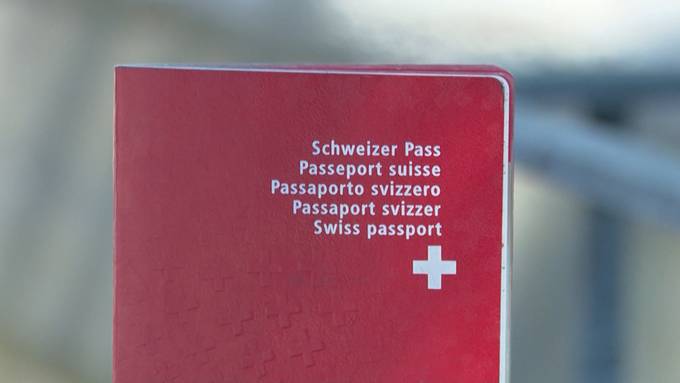 Schweizer Pass
Passeport suisse
Passaporto svizzero
Passaport svizzer
Swiss passport